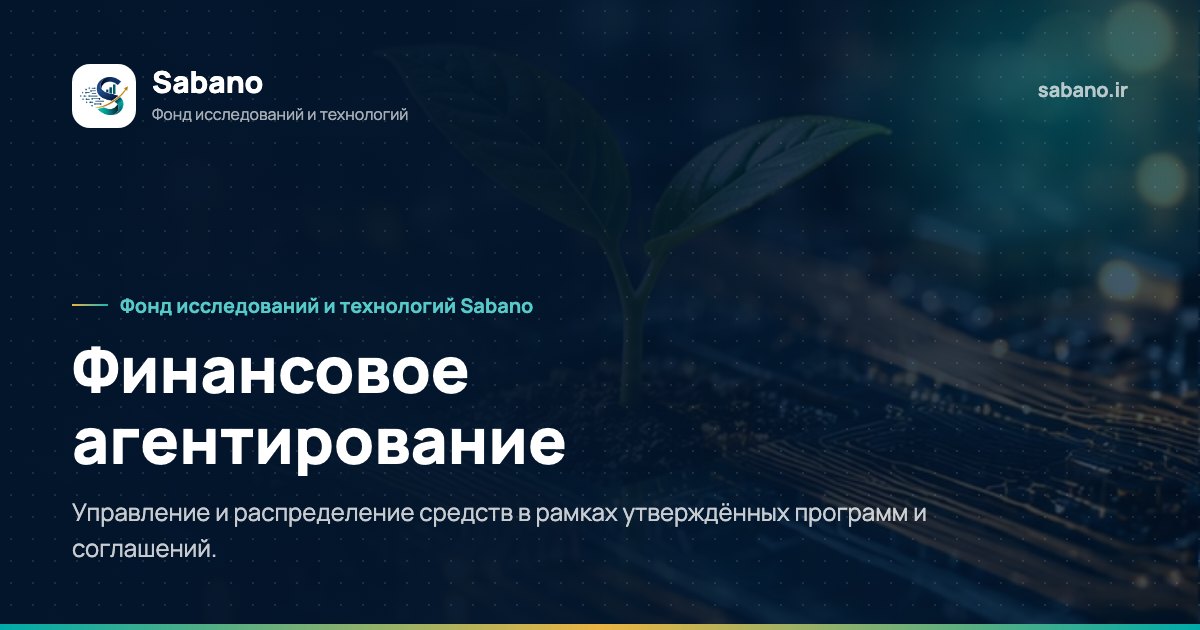 Sabano
Фонд исследований и технологий
sabano.ir
Фонд исследований и технологий Sabano
Финансовое
агентирование
Управление и распределение средств в рамках утверждённых программ и
соглашений.